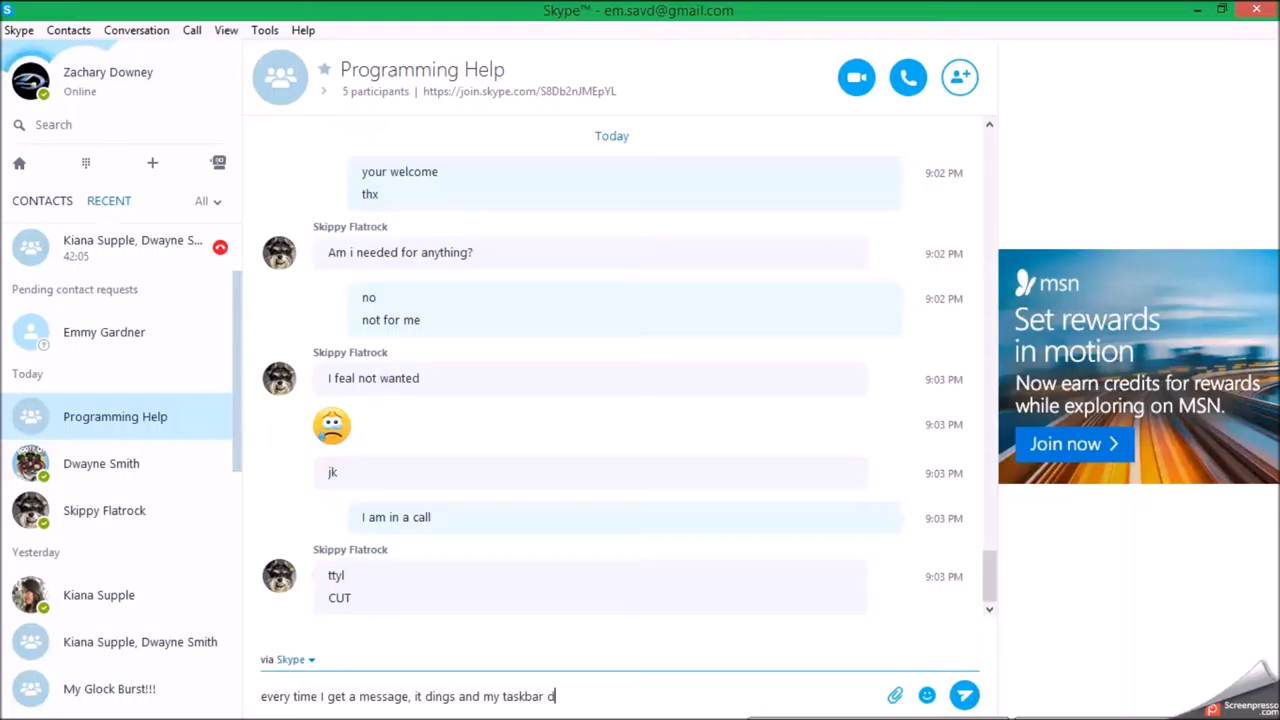 Skype™ - em.savd@gmail.com
Skype Contacts Conversation Call View Tools Help
Zachary Downey
Online
Search
CONTACTS RECENT All
Kiana Supple, Dwayne S...
42:05
Pending contact requests
Emmy Gardner
Today
Programming Help
Dwayne Smith
Skippy Flatrock
Yesterday
Kiana Supple
Kiana Supple, Dwayne Smith
My Glock Burst!!!
Programming Help
5 participants | https://join.skype.com/S8Db2nJMEpYL
Today
your welcome 9:02 PM
thx
Skippy Flatrock
Am i needed for anything? 9:02 PM
no 9:02 PM
not for me
Skippy Flatrock
I feal not wanted 9:03 PM
9:03 PM
jk 9:03 PM
I am in a call 9:03 PM
Skippy Flatrock
ttyl 9:03 PM
CUT
via Skype
every time I get a message, it dings and my taskbar d
msn
Set rewards
in motion
Now earn credits for rewards
while exploring on MSN.
Join now
Screenpresso
.com